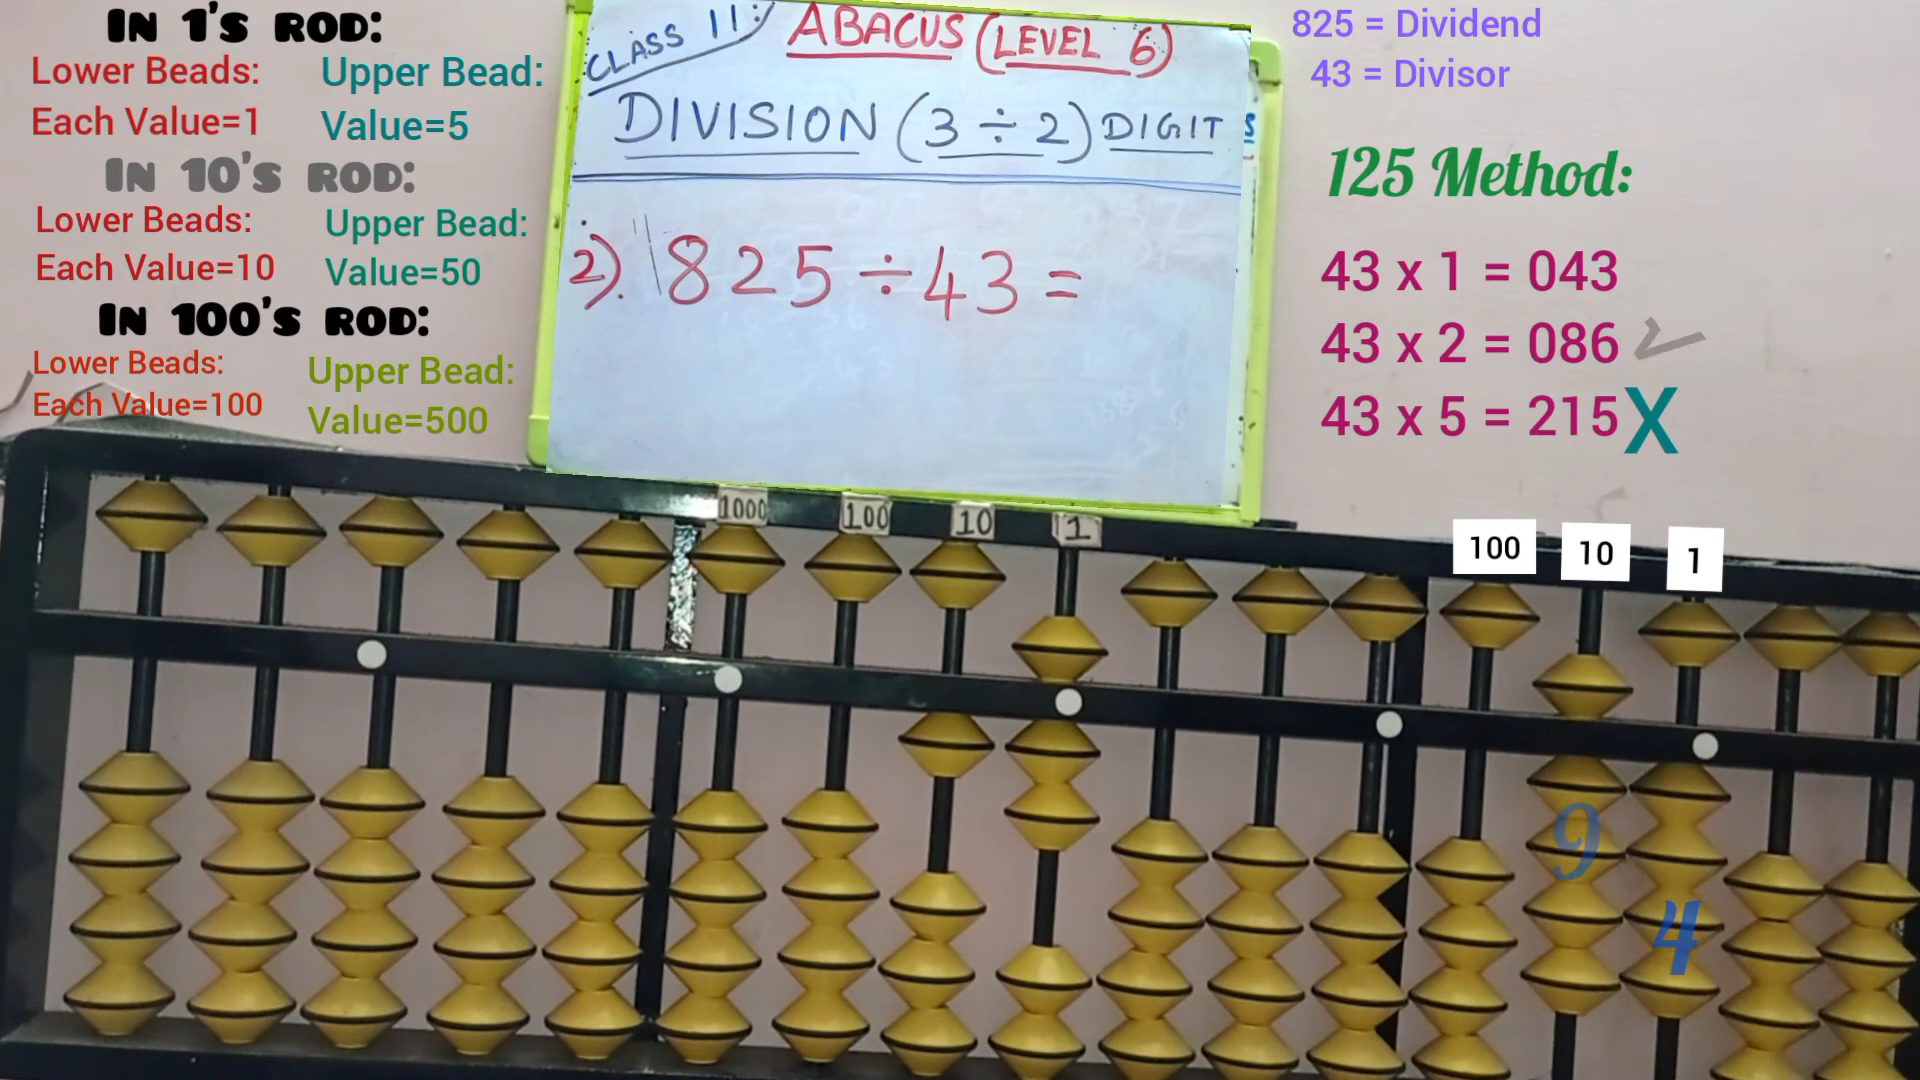 IN 1'S ROD:
Lower Beads: Upper Bead:
Each Value=1 Value=5
IN 10'S ROD:
Lower Beads: Upper Bead:
Each Value=10 Value=50
IN 100'S ROD:
Lower Beads: Upper Bead:
Each Value=100 Value=500
CLASS 11: ABACUS (LEVEL 6)
DIVISION (3 ÷ 2) DIGIT
2). 825 ÷ 43 =
825 = Dividend
43 = Divisor
125 Method:
43 x 1 = 043
43 x 2 = 086 ✓
43 x 5 = 215 X
1000 100 10 1
100 10 1
9
4